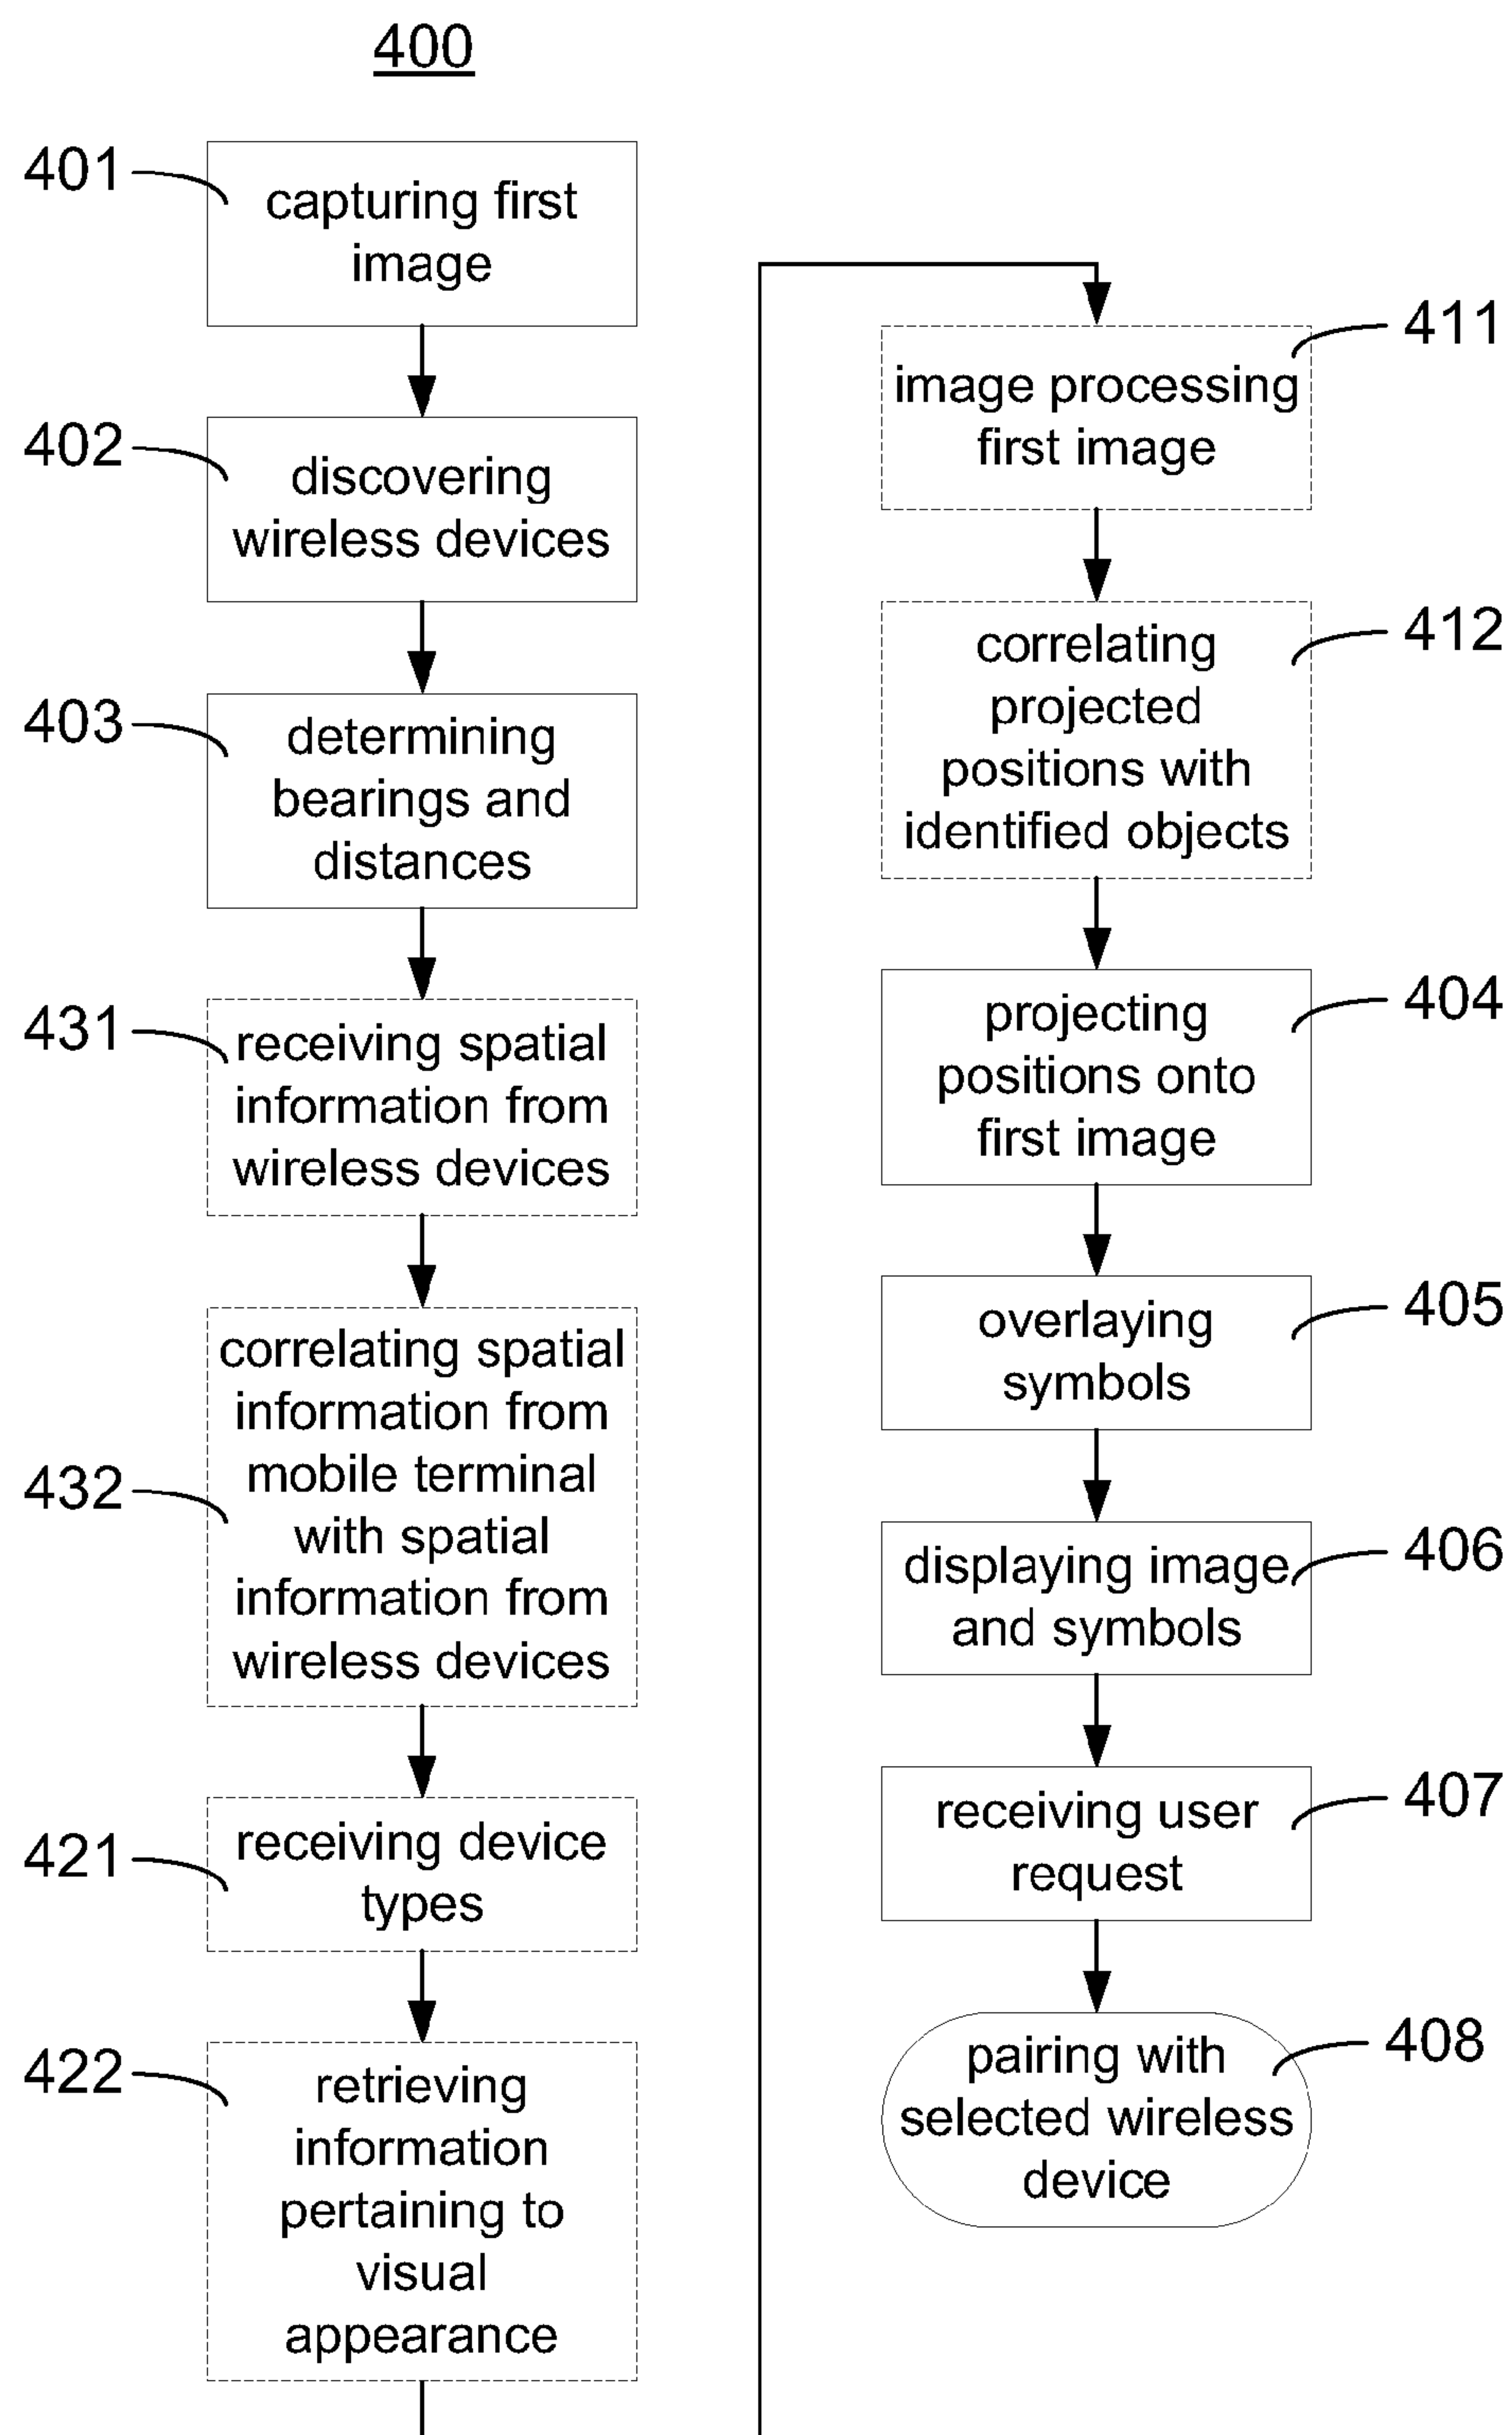 400
401
capturing first
image
402
discovering
wireless devices
403
determining
bearings and
distances
431
receiving spatial
information from
wireless devices
432
correlating spatial
information from
mobile terminal
with spatial
information from
wireless devices
421
receiving device
types
422
retrieving
information
pertaining to
visual
appearance
411
image processing
first image
412
correlating
projected
positions with
identified objects
404
projecting
positions onto
first image
405
overlaying
symbols
406
displaying image
and symbols
407
receiving user
request
408
pairing with
selected wireless
device